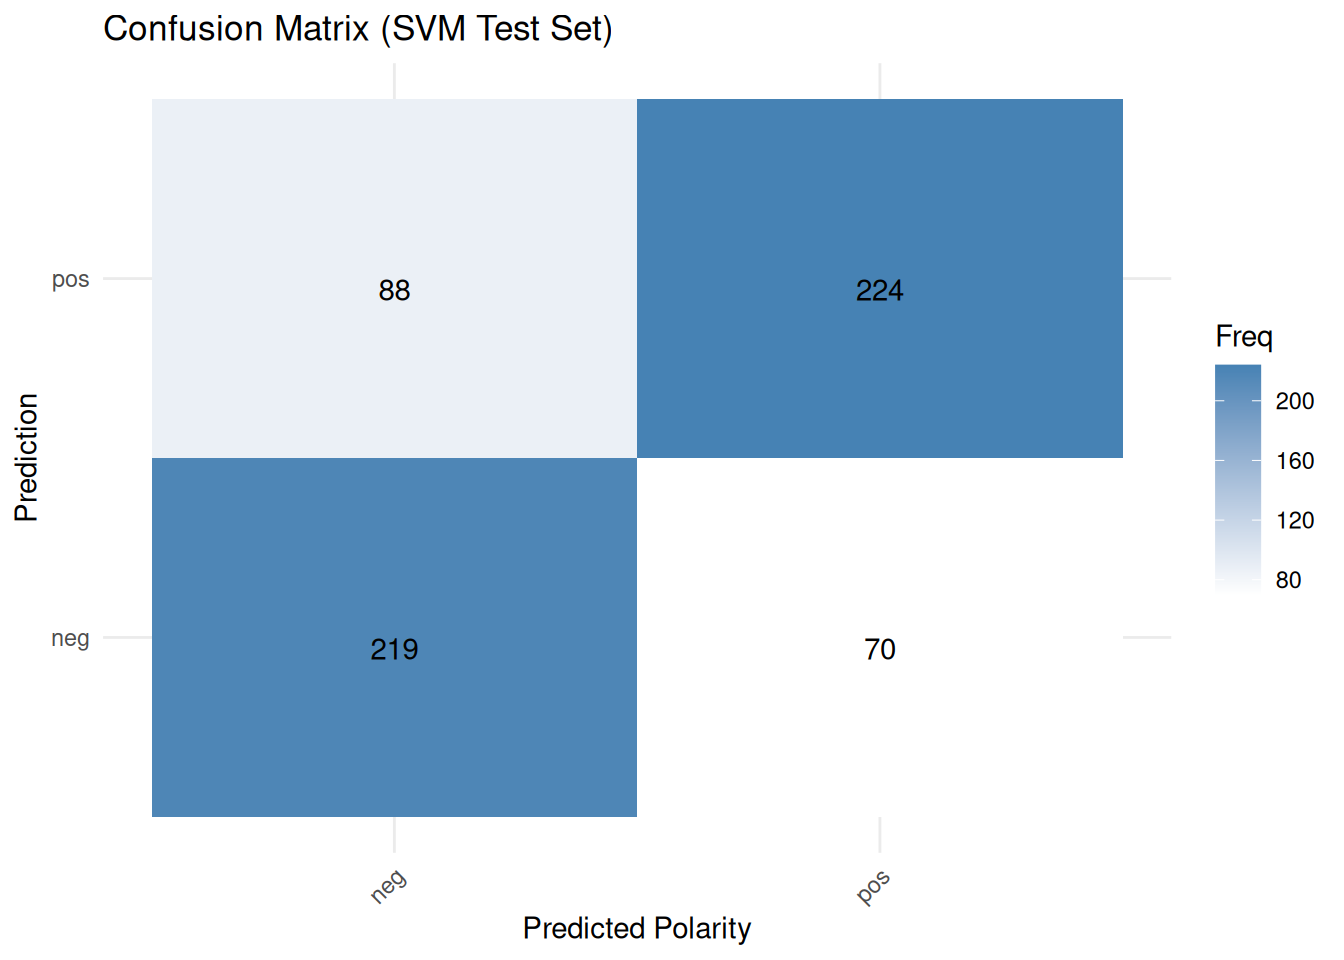 Confusion Matrix (SVM Test Set)
pos
88
224
Prediction
neg
219
70
neg
pos
Predicted Polarity
Freq
200
160
120
80